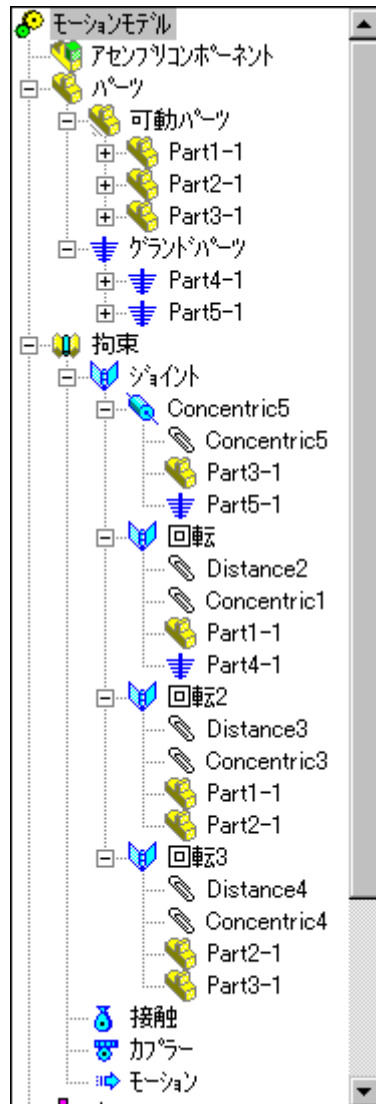 ﾓｰｼｮﾝﾓﾃﾞﾙ
ｱｾﾝﾌﾞﾘｺﾝﾎﾟｰﾈﾝﾄ
ﾊﾟｰﾂ
可動ﾊﾟｰﾂ
Part1-1
Part2-1
Part3-1
ｸﾞﾗﾝﾄﾞﾊﾟｰﾂ
Part4-1
Part5-1
拘束
ｼﾞｮｲﾝﾄ
Concentric5
Concentric5
Part3-1
Part5-1
回転
Distance2
Concentric1
Part1-1
Part4-1
回転2
Distance3
Concentric3
Part1-1
Part2-1
回転3
Distance4
Concentric4
Part2-1
Part3-1
接触
ｶﾌﾟﾗｰ
ﾓｰｼｮﾝ